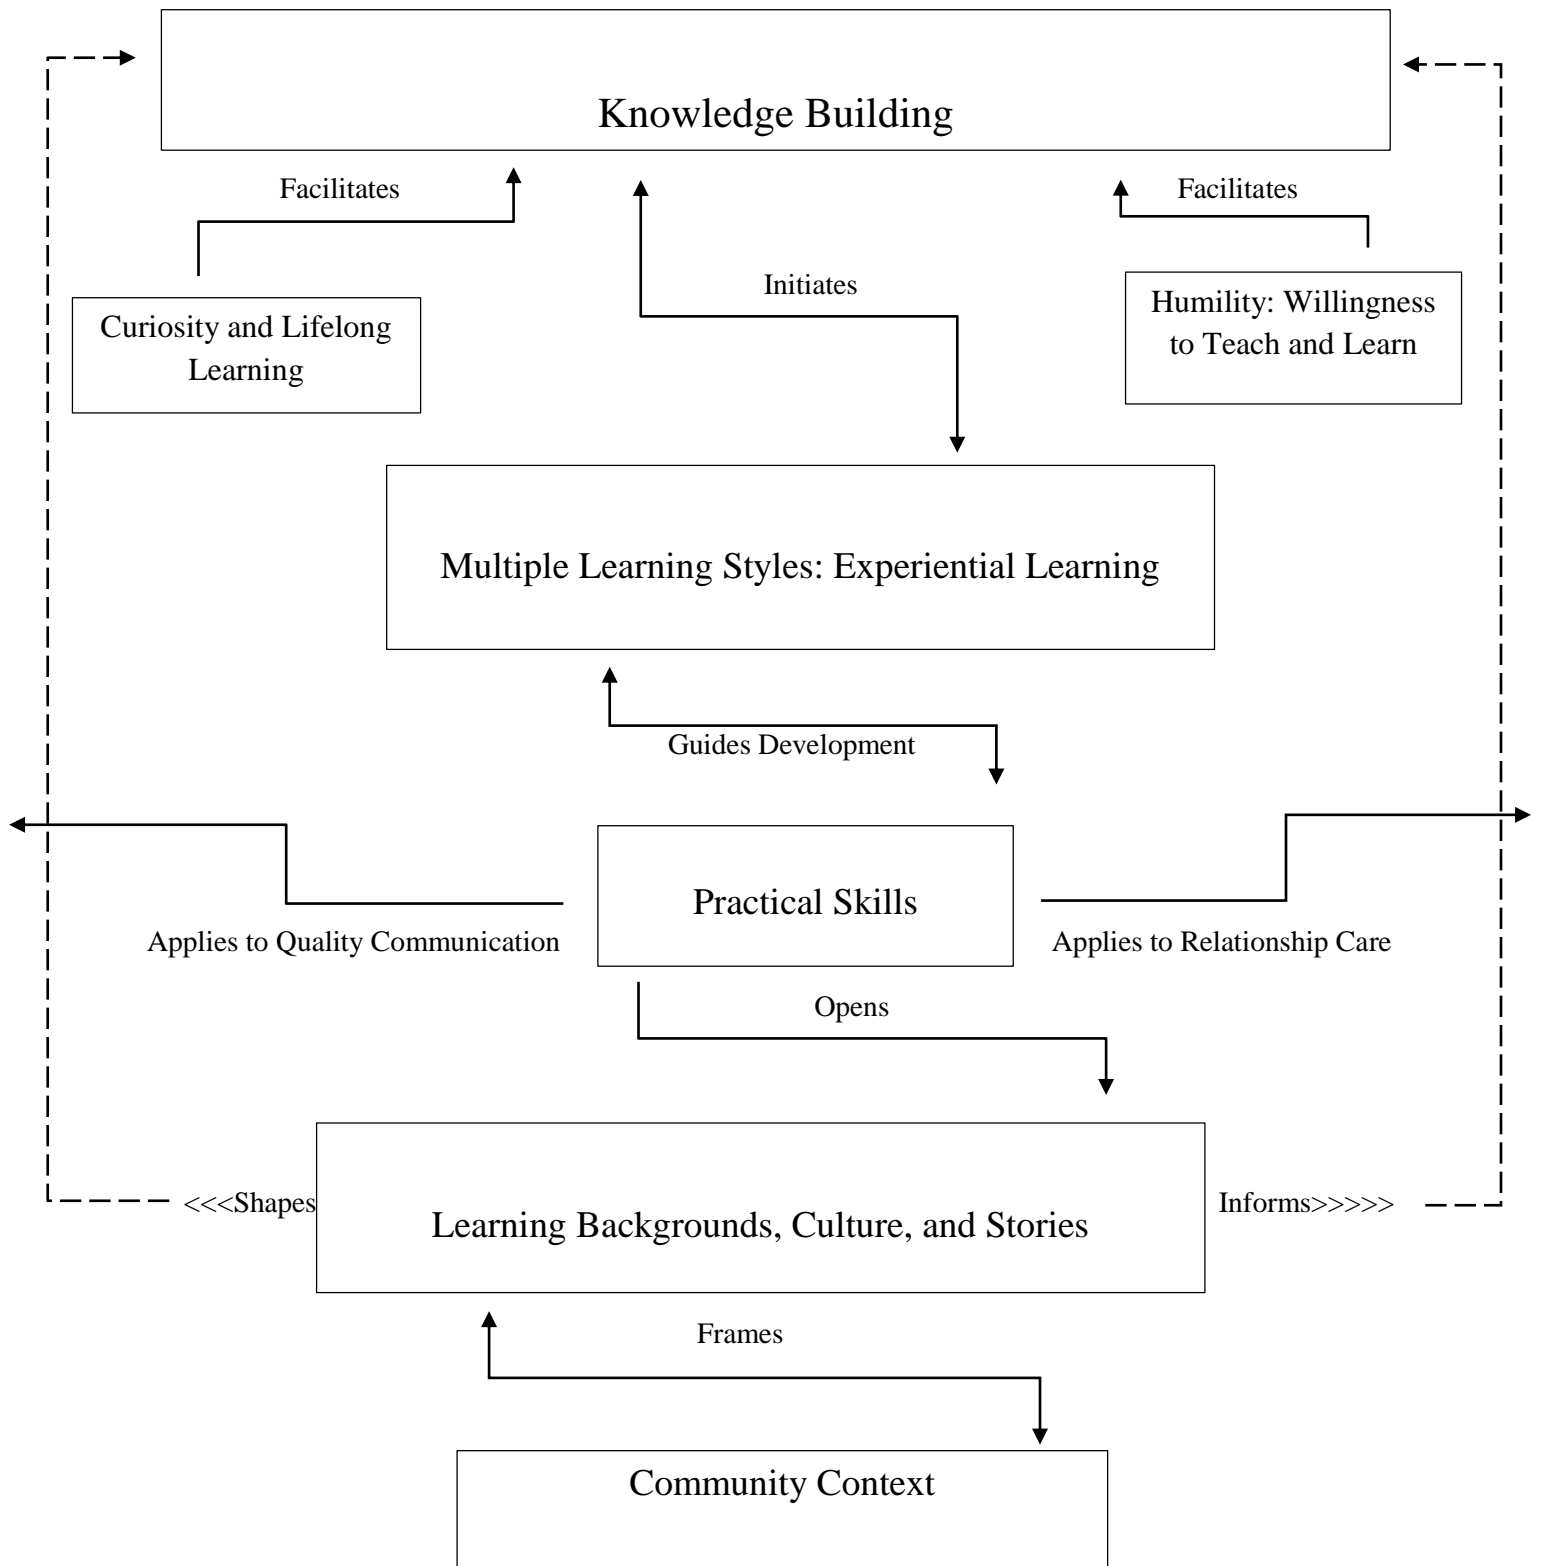 Knowledge Building
Facilitates
Facilitates
Initiates
Curiosity and Lifelong
Learning
Humility: Willingness
to Teach and Learn
Multiple Learning Styles: Experiential Learning
Guides Development
Practical Skills
Applies to Quality Communication
Applies to Relationship Care
Opens
<<<Shapes
Learning Backgrounds, Culture, and Stories
Informs>>>>>
Frames
Community Context